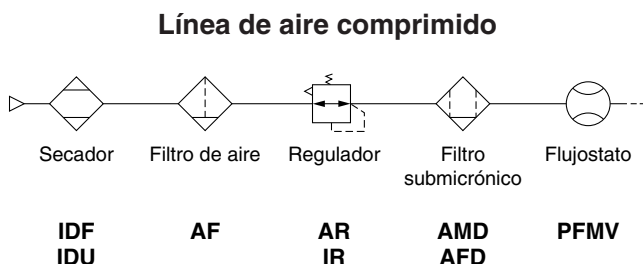 Línea de aire comprimido
Secador Filtro de aire Regulador Filtro submicrónico Flujostato
IDF AF AR AMD PFMV
IDU IR AFD